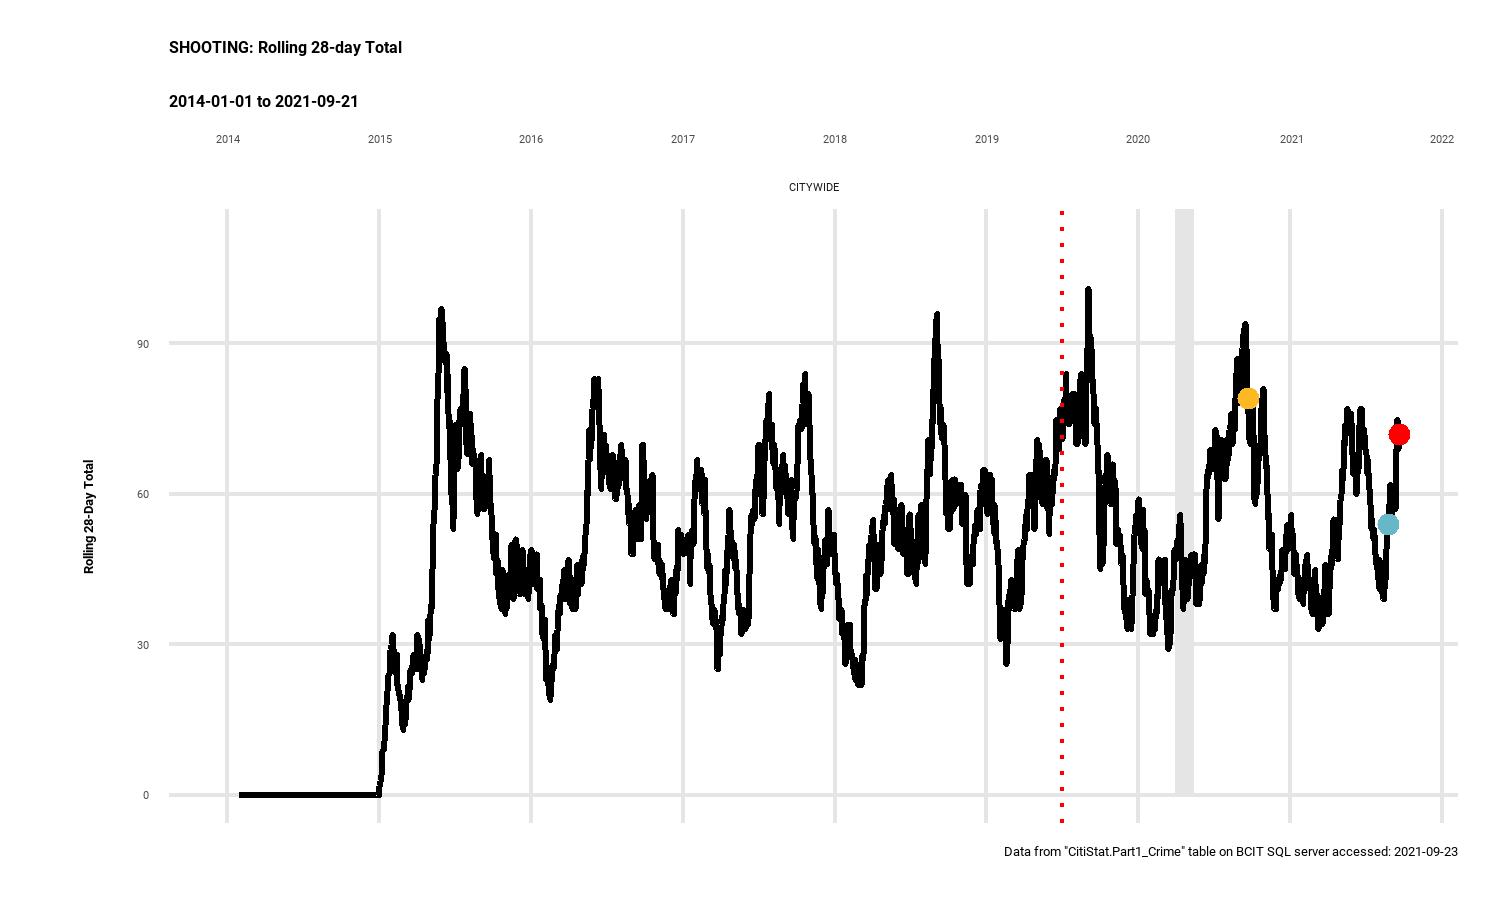 SHOOTING: Rolling 28-day Total
2014-01-01 to 2021-09-21
2014 2015 2016 2017 2018 2019 2020 2021 2022
CITYWIDE
Rolling 28-Day Total
90
60
30
0
Data from "CitiStat.Part1_Crime" table on BCIT SQL server accessed: 2021-09-23